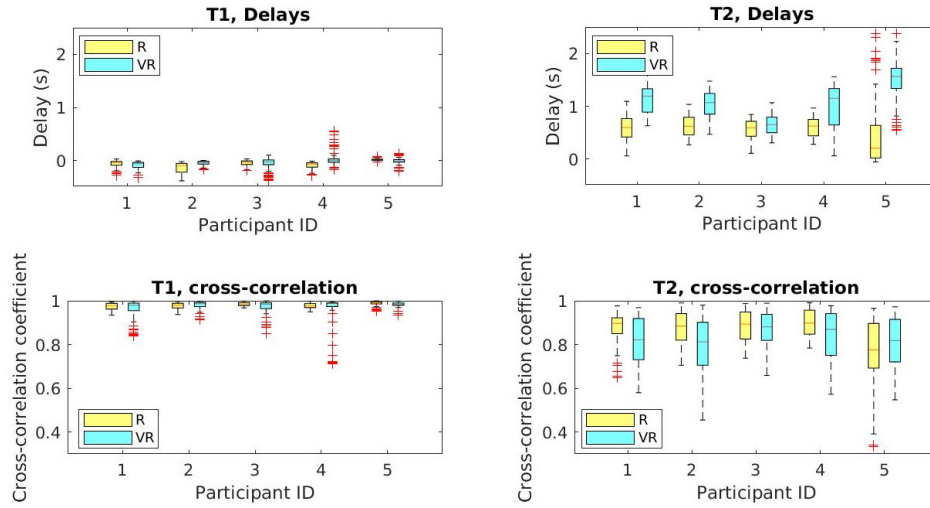 T1, Delays
R
VR
Delay (s)
2
1
0
1 2 3 4 5
Participant ID
T2, Delays
R
VR
Delay (s)
2
1
0
1 2 3 4 5
Participant ID
T1, cross-correlation
Cross-correlation coefficient
1
0.8
0.6
0.4
R
VR
1 2 3 4 5
Participant ID
T2, cross-correlation
Cross-correlation coefficient
1
0.8
0.6
0.4
R
VR
1 2 3 4 5
Participant ID